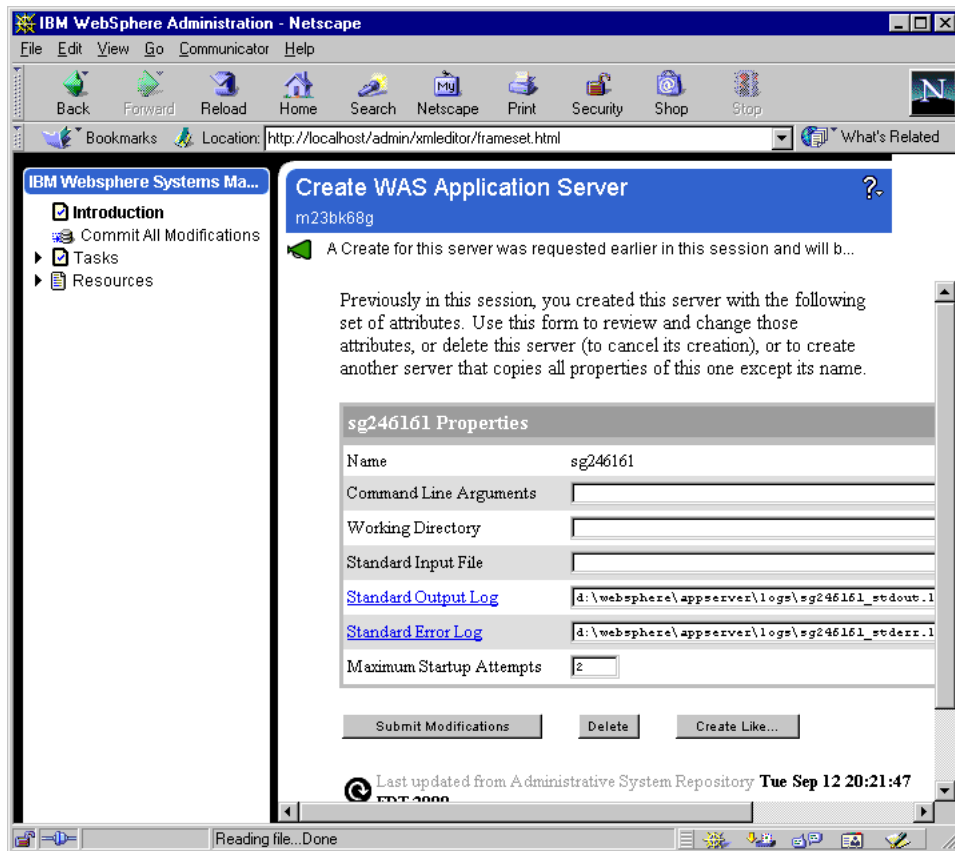 IBM WebSphere Administration - Netscape
File Edit View Go Communicator Help
Back Forward Reload Home Search Netscape Print Security Shop Stop
Bookmarks Location: http://localhost/admin/xmleditor/frameset.html What's Related
IBM Websphere Systems Ma...
Introduction
Commit All Modifications
Tasks
Resources
Create WAS Application Server
m23bk68g
A Create for this server was requested earlier in this session and will b...
Previously in this session, you created this server with the following
set of attributes. Use this form to review and change those
attributes, or delete this server (to cancel its creation), or to create
another server that copies all properties of this one except its name.
sg246161 Properties
Name sg246161
Command Line Arguments
Working Directory
Standard Input File
Standard Output Log d:\websphere\appserver\logs\sg246161_stdout.l
Standard Error Log d:\websphere\appserver\logs\sg246161_stderr.l
Maximum Startup Attempts 2
Submit Modifications Delete Create Like...
Last updated from Administrative System Repository Tue Sep 12 20:21:47
EDT 2000
Reading file...Done